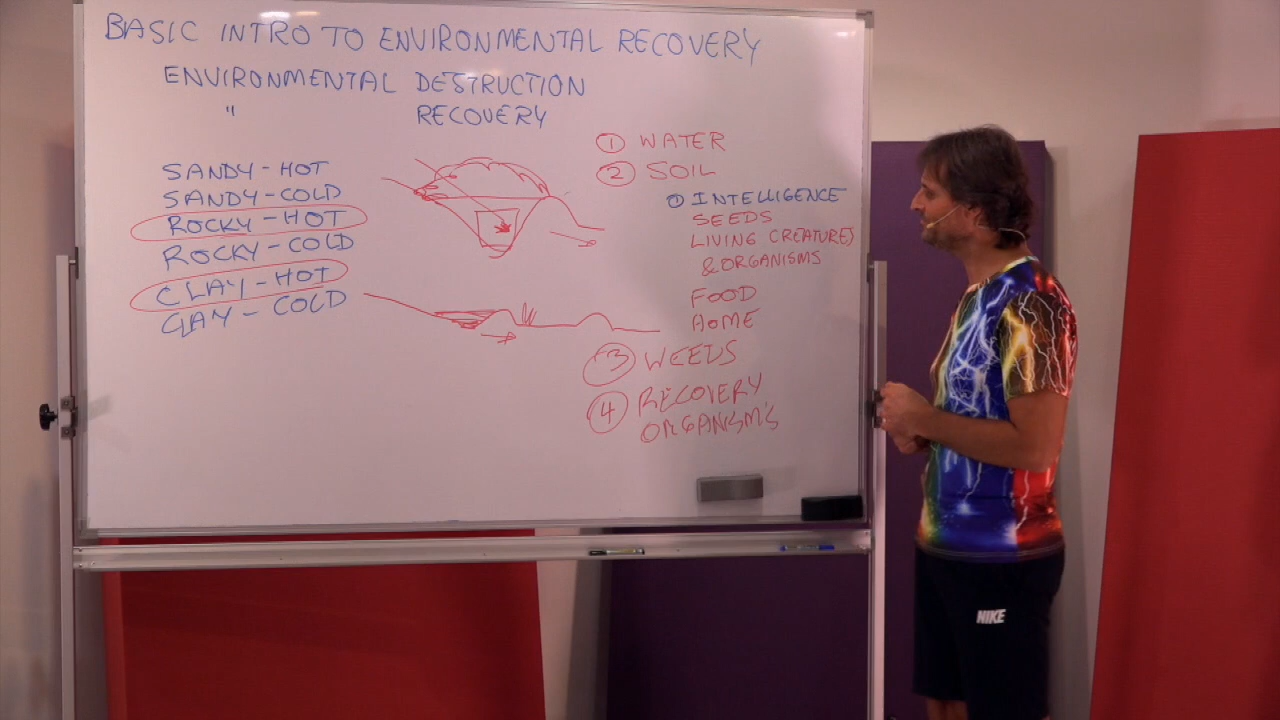 BASIC INTRO TO ENVIRONMENTAL RECOVERY
ENVIRONMENTAL DESTRUCTION
" RECOVERY
SANDY-HOT
SANDY-COLD
ROCKY-HOT
ROCKY-COLD
CLAY-HOT
CLAY-COLD
① WATER
② SOIL
① INTELLIGENCE
SEEDS
LIVING CREATURES
& ORGANISMS
FOOD
HOME
③ WEEDS
④ RECOVERY
ORGANISM'S
NIKE